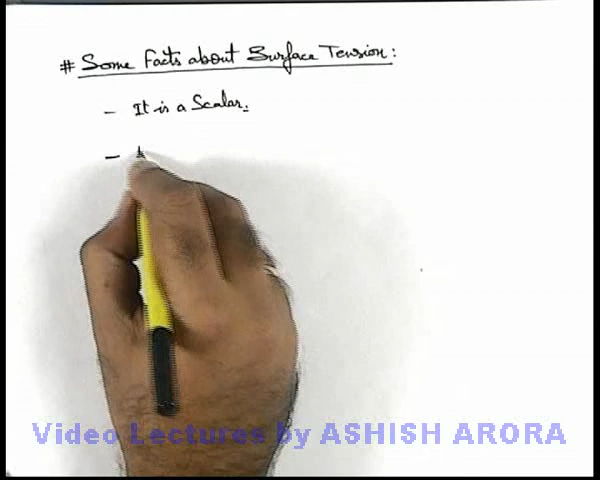 # Some Facts about Surface Tension :
- It is a Scalar.
-
Video Lectures by ASHISH ARORA